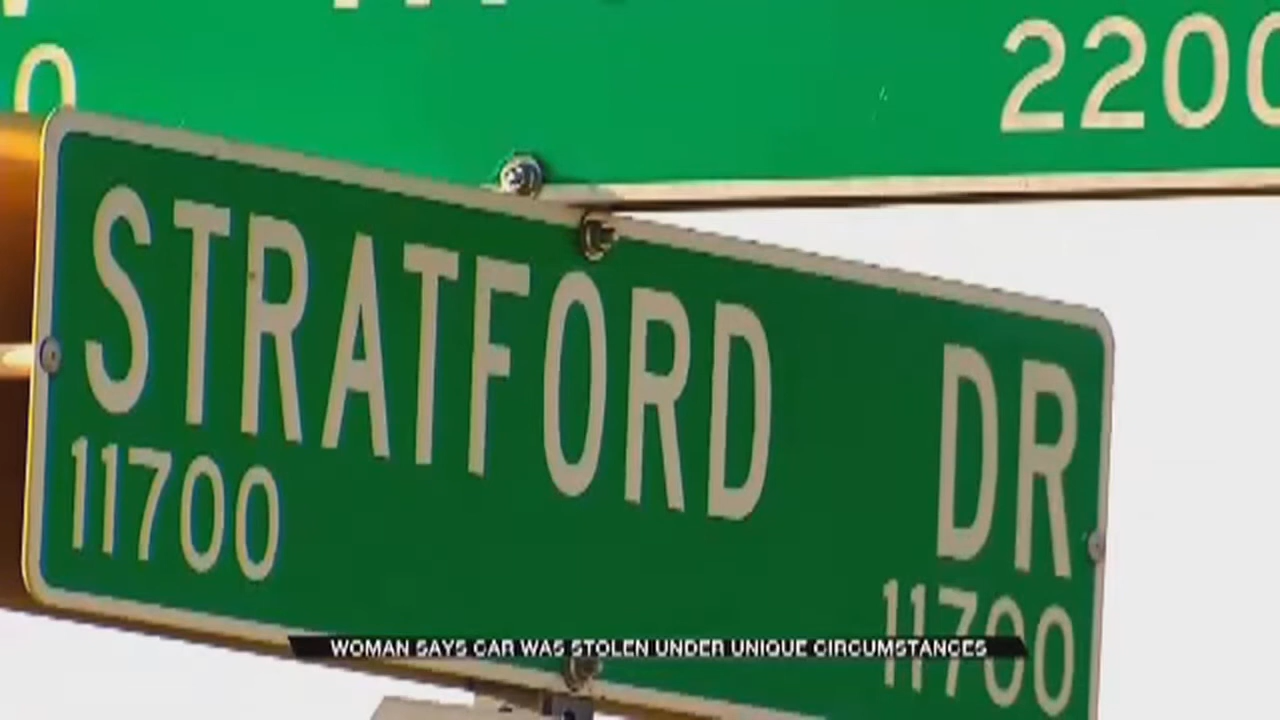 2200
STRATFORD DR
11700 11700
WOMAN SAYS CAR WAS STOLEN UNDER UNIQUE CIRCUMSTANCES